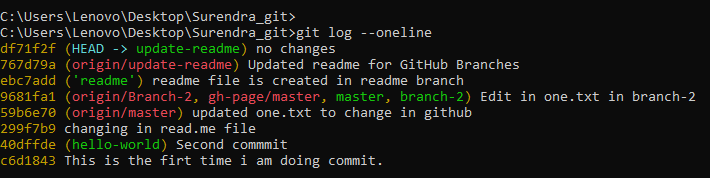 C:\Users\Lenovo\Desktop\Surendra_git>
C:\Users\Lenovo\Desktop\Surendra_git>git log --oneline
df71f2f (HEAD -> update-readme) no changes
767d79a (origin/update-readme) Updated readme for GitHub Branches
ebc7add ('readme') readme file is created in readme branch
9681fa1 (origin/Branch-2, gh-page/master, master, branch-2) Edit in one.txt in branch-2
59b6e70 (origin/master) updated one.txt to change in github
299f7b9 changing in read.me file
40dffde (hello-world) Second commmit
c6d1843 This is the firt time i am doing commit.